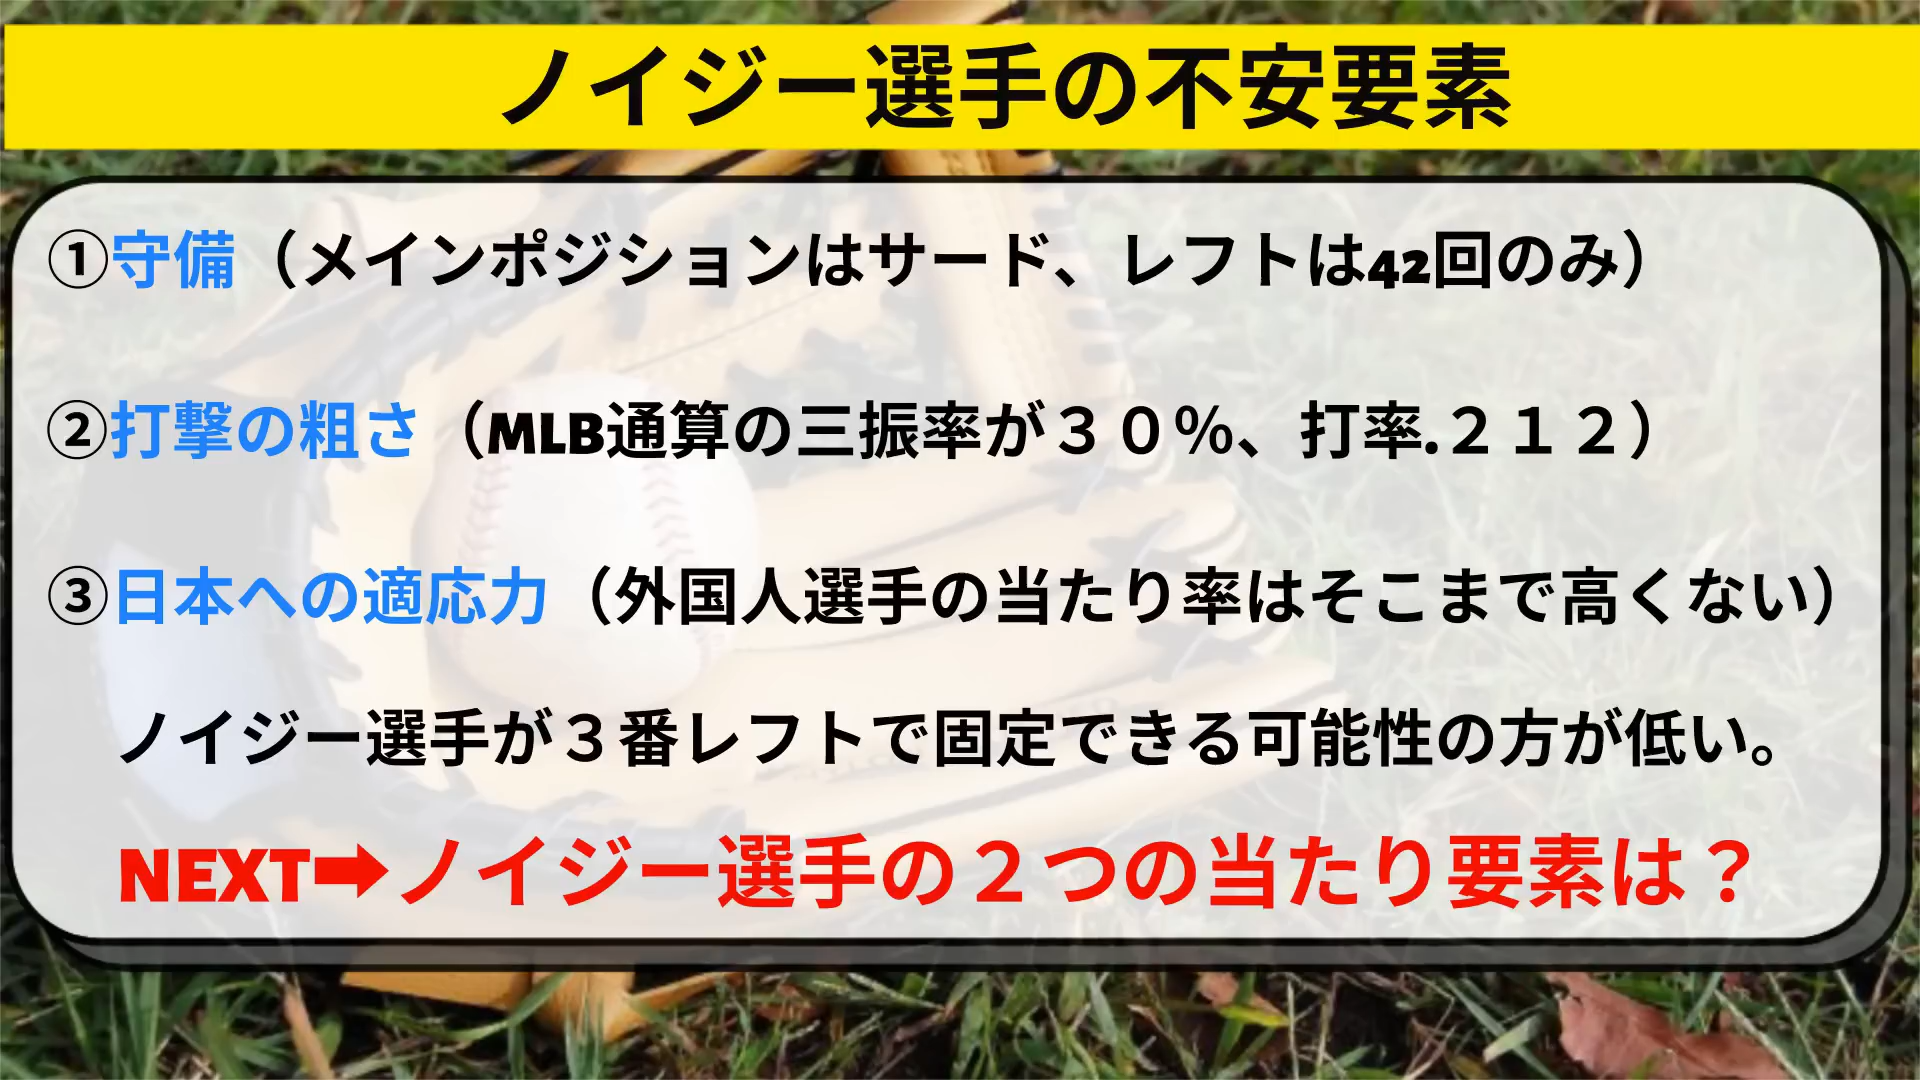 ノイジー選手の不安要素
①守備（メインポジションはサード、レフトは42回のみ）
②打撃の粗さ（MLB通算の三振率が３０％、打率.２１２）
③日本への適応力（外国人選手の当たり率はそこまで高くない）
ノイジー選手が３番レフトで固定できる可能性の方が低い。
NEXT➡ノイジー選手の２つの当たり要素は？